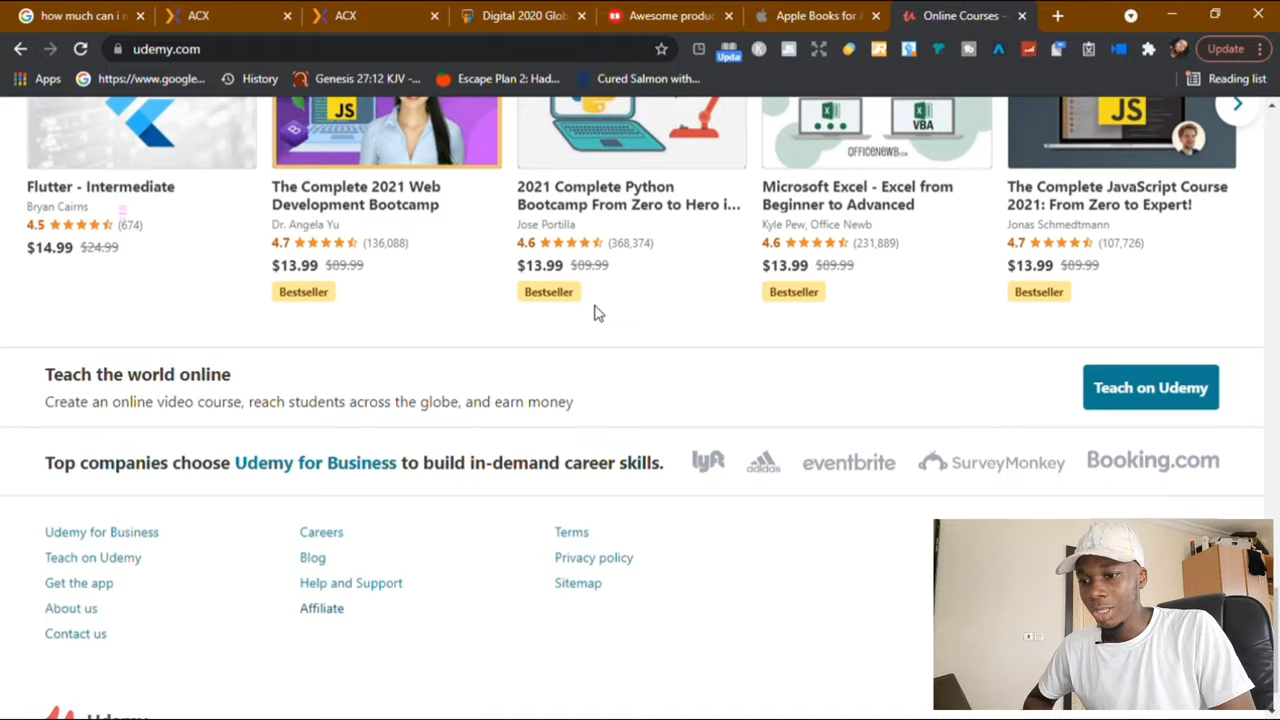 how much can i n
ACX
ACX
Digital 2020 Glob
Awesome produc
Apple Books for A
Online Courses -
udemy.com
Updat
Update
Apps
https://www.google...
History
Genesis 27:12 KJV -...
Escape Plan 2: Had...
Cured Salmon with...
Reading list
JS
X
X
VBA
OFFICENEWB.COM
JS
Flutter - Intermediate
Bryan Cairns
4.5 (674)
$14.99 $24.99
The Complete 2021 Web
Development Bootcamp
Dr. Angela Yu
4.7 (136,088)
$13.99 $89.99
Bestseller
2021 Complete Python
Bootcamp From Zero to Hero i...
Jose Portilla
4.6 (368,374)
$13.99 $89.99
Bestseller
Microsoft Excel - Excel from
Beginner to Advanced
Kyle Pew, Office Newb
4.6 (231,889)
$13.99 $89.99
Bestseller
The Complete JavaScript Course
2021: From Zero to Expert!
Jonas Schmedtmann
4.7 (107,726)
$13.99 $89.99
Bestseller
Teach the world online
Create an online video course, reach students across the globe, and earn money
Teach on Udemy
Top companies choose Udemy for Business to build in-demand career skills.
lyft
adidas
eventbrite
SurveyMonkey
Booking.com
Udemy for Business
Teach on Udemy
Get the app
About us
Contact us
Careers
Blog
Help and Support
Affiliate
Terms
Privacy policy
Sitemap